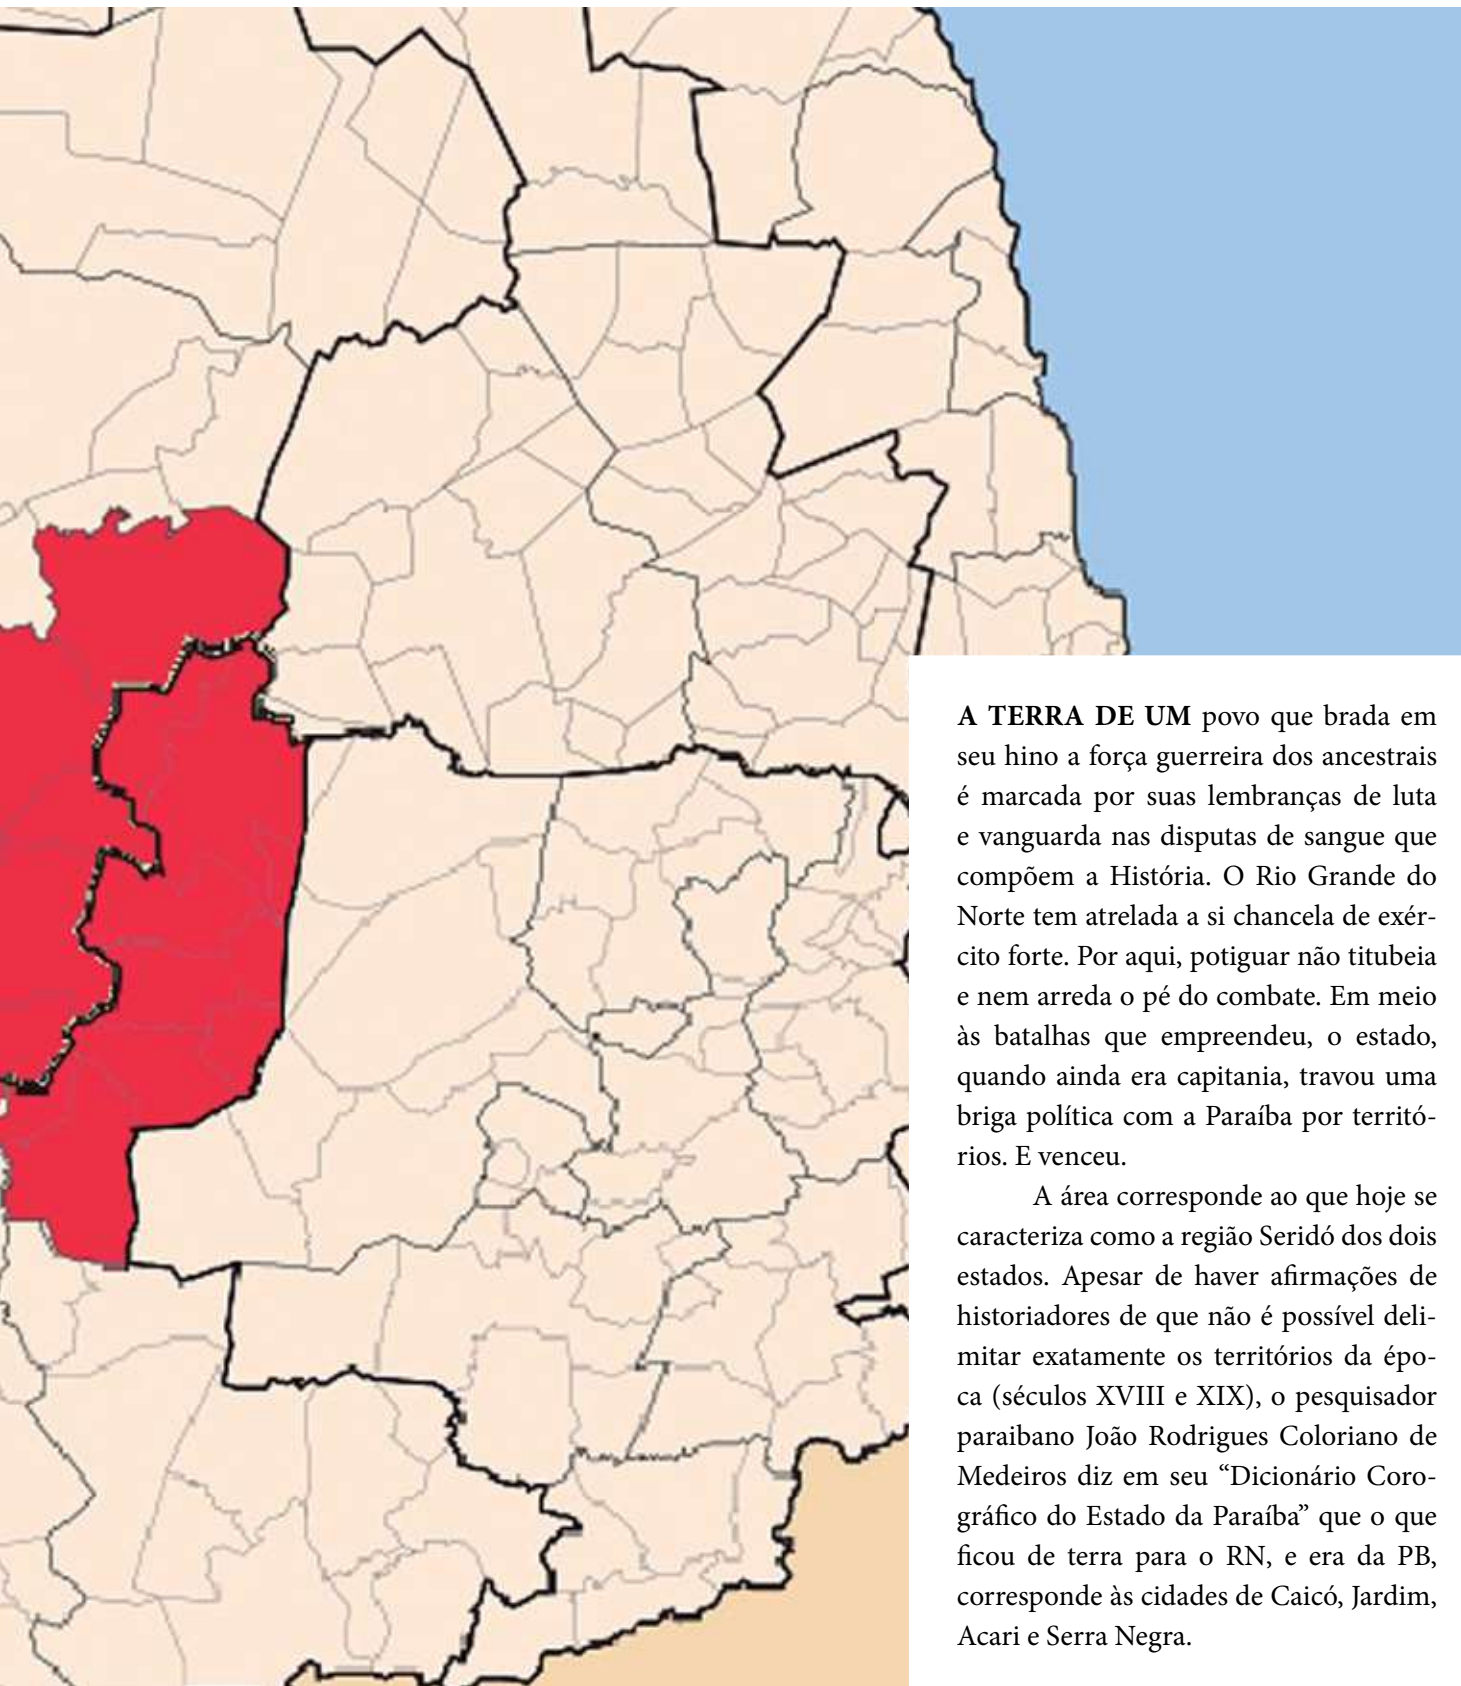 A TERRA DE UM povo que brada em
seu hino a força guerreira dos ancestrais
é marcada por suas lembranças de luta
e vanguarda nas disputas de sangue que
compõem a História. O Rio Grande do
Norte tem atrelada a si chancela de exér-
cito forte. Por aqui, potiguar não titubeia
e nem arreda o pé do combate. Em meio
às batalhas que empreendeu, o estado,
quando ainda era capitania, travou uma
briga política com a Paraíba por territó-
rios. E venceu.
A área corresponde ao que hoje se
caracteriza como a região Seridó dos dois
estados. Apesar de haver afirmações de
historiadores de que não é possível deli-
mitar exatamente os territórios da épo-
ca (séculos XVIII e XIX), o pesquisador
paraibano João Rodrigues Coloriano de
Medeiros diz em seu “Dicionário Coro-
gráfico do Estado da Paraíba” que o que
ficou de terra para o RN, e era da PB,
corresponde às cidades de Caicó, Jardim,
Acari e Serra Negra.